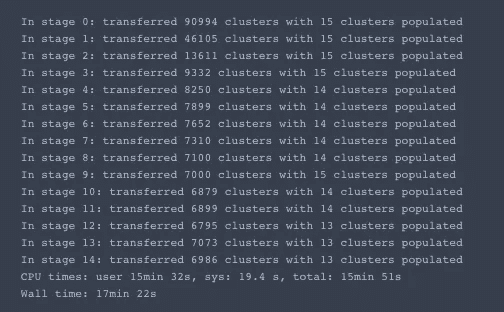 In stage 0: transferred 90994 clusters with 15 clusters populated
In stage 1: transferred 46105 clusters with 15 clusters populated
In stage 2: transferred 13611 clusters with 15 clusters populated
In stage 3: transferred 9332 clusters with 15 clusters populated
In stage 4: transferred 8250 clusters with 14 clusters populated
In stage 5: transferred 7899 clusters with 14 clusters populated
In stage 6: transferred 7652 clusters with 14 clusters populated
In stage 7: transferred 7310 clusters with 14 clusters populated
In stage 8: transferred 7100 clusters with 14 clusters populated
In stage 9: transferred 7000 clusters with 15 clusters populated
In stage 10: transferred 6879 clusters with 14 clusters populated
In stage 11: transferred 6899 clusters with 14 clusters populated
In stage 12: transferred 6795 clusters with 13 clusters populated
In stage 13: transferred 7073 clusters with 13 clusters populated
In stage 14: transferred 6986 clusters with 13 clusters populated
CPU times: user 15min 32s, sys: 19.4 s, total: 15min 51s
Wall time: 17min 22s